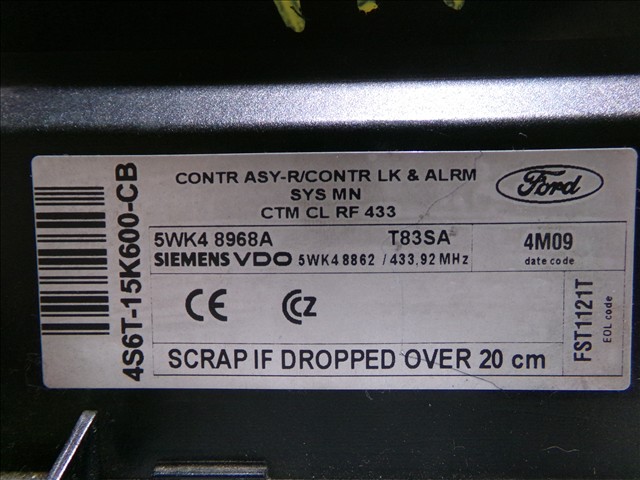 CONTR ASY-R/CONTR LK & ALRM
SYS MN
CTM CL RF 433
Ford
4S6T-15K600-CB
5WK4 8968A T83SA
SIEMENS VDO 5WK4 8862 / 433,92 MHz
4M09
date code
CE CCZ
FST1121T
EOL code
SCRAP IF DROPPED OVER 20 cm